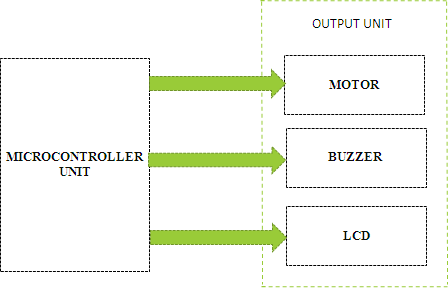 OUTPUT UNIT
MOTOR
MICROCONTROLLER
UNIT
BUZZER
LCD